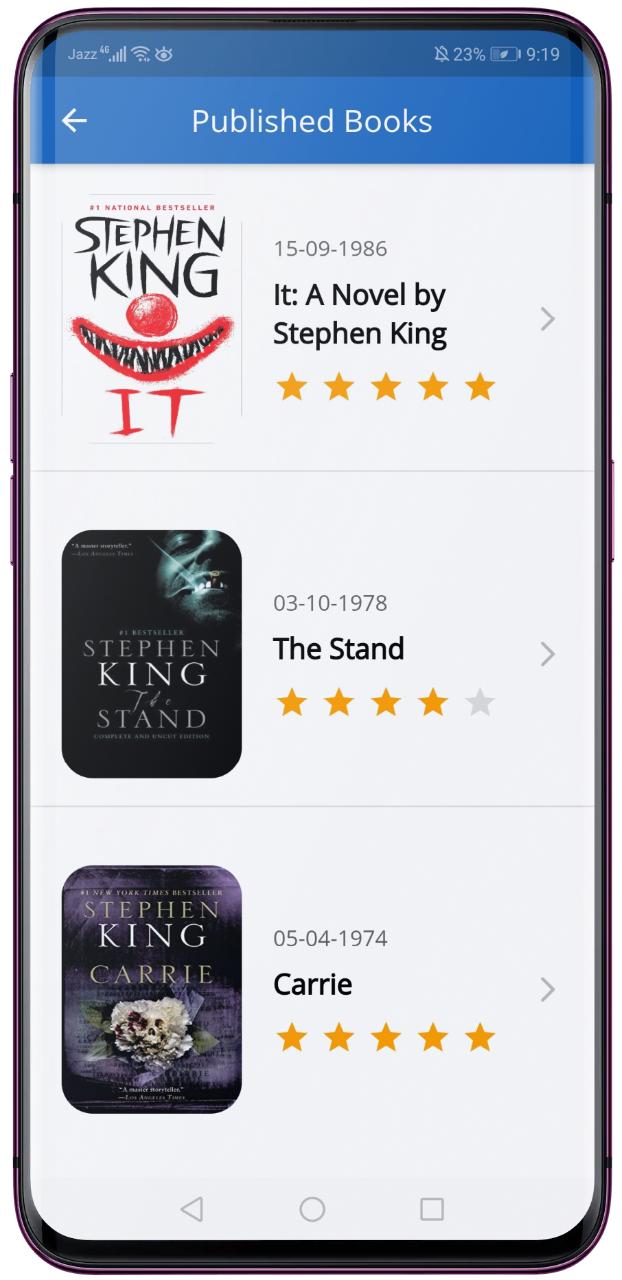 Jazz 4G 23% 9:19
Published Books
#1 NATIONAL BESTSELLER
STEPHEN
KING
IT
15-09-1986
It: A Novel by
Stephen King
"A master storyteller."
—LOS ANGELES TIMES
#1 BESTSELLER
STEPHEN
KING
The
STAND
COMPLETE AND UNCUT EDITION
03-10-1978
The Stand
#1 NEW YORK TIMES BESTSELLER
STEPHEN
KING
CARRIE
"A master storyteller."
—LOS ANGELES TIMES
05-04-1974
Carrie